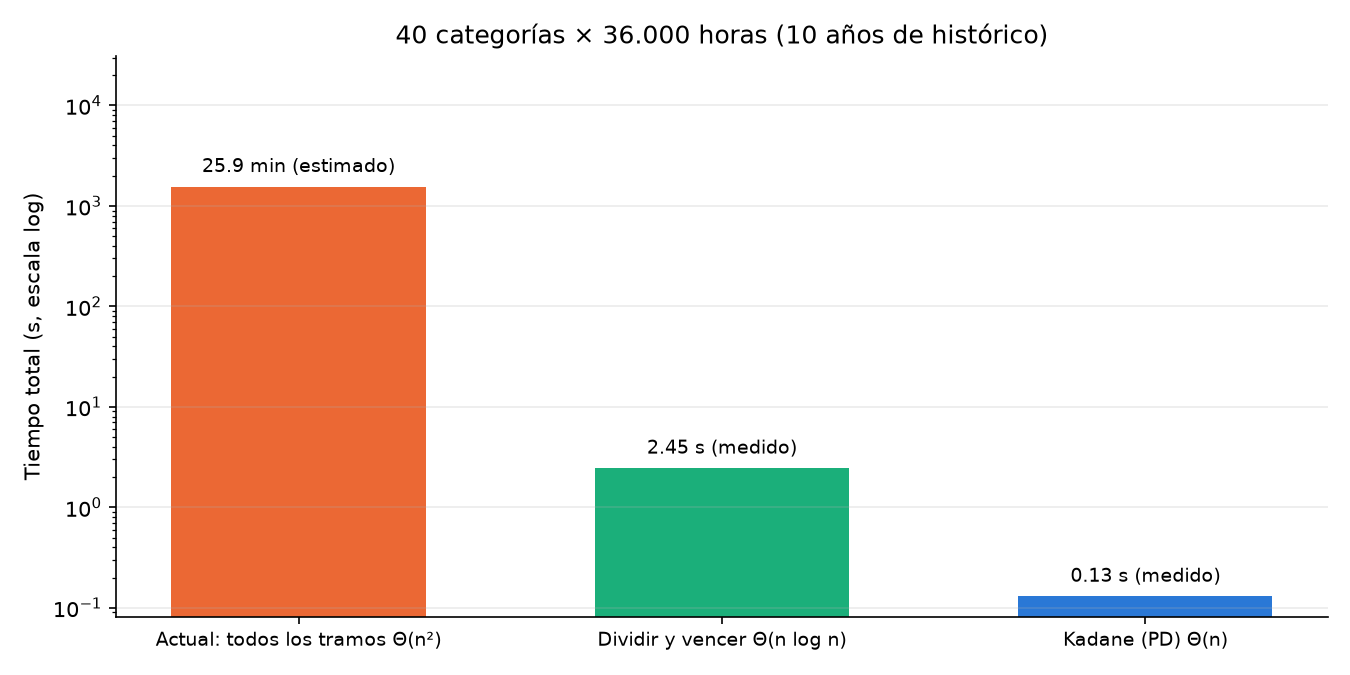 40 categorías × 36.000 horas (10 años de histórico)
Tiempo total (s, escala log)
10⁴
10³
10²
10¹
10⁰
10⁻¹
25.9 min (estimado)
2.45 s (medido)
0.13 s (medido)
Actual: todos los tramos Θ(n²)
Dividir y vencer Θ(n log n)
Kadane (PD) Θ(n)